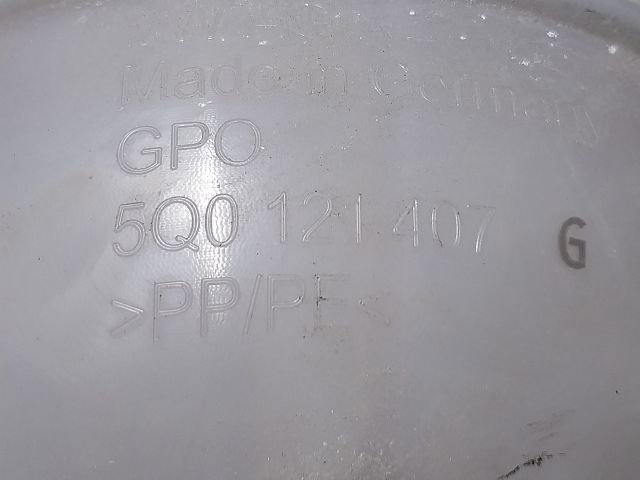 Made in Germany
GPO
5Q0 121 407 G
>PP/PE<